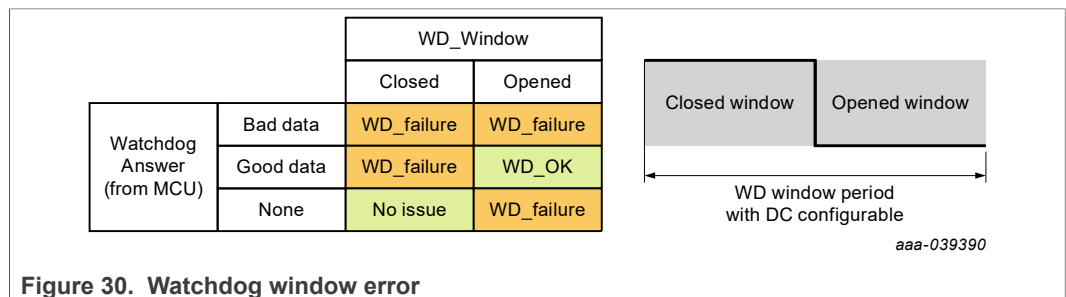 WD_Window
Closed Opened
Watchdog
Answer
(from MCU)
Bad data WD_failure WD_failure
Good data WD_failure WD_OK
None No issue WD_failure
Closed window Opened window
WD window period
with DC configurable
aaa-039390
Figure 30. Watchdog window error